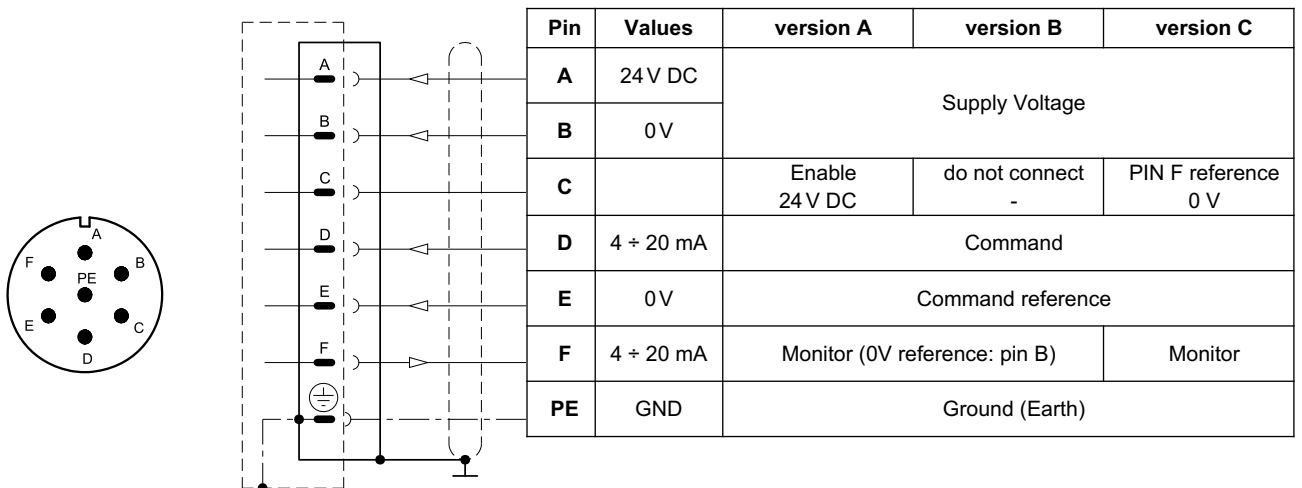 A
B
C
D
E
F
PE
A
B
C
D
E
F
Pin Values version A version B version C
A 24 V DC Supply Voltage
B 0 V
C Enable 24 V DC do not connect - PIN F reference 0 V
D 4 ÷ 20 mA Command
E 0 V Command reference
F 4 ÷ 20 mA Monitor (0V reference: pin B) Monitor
PE GND Ground (Earth)